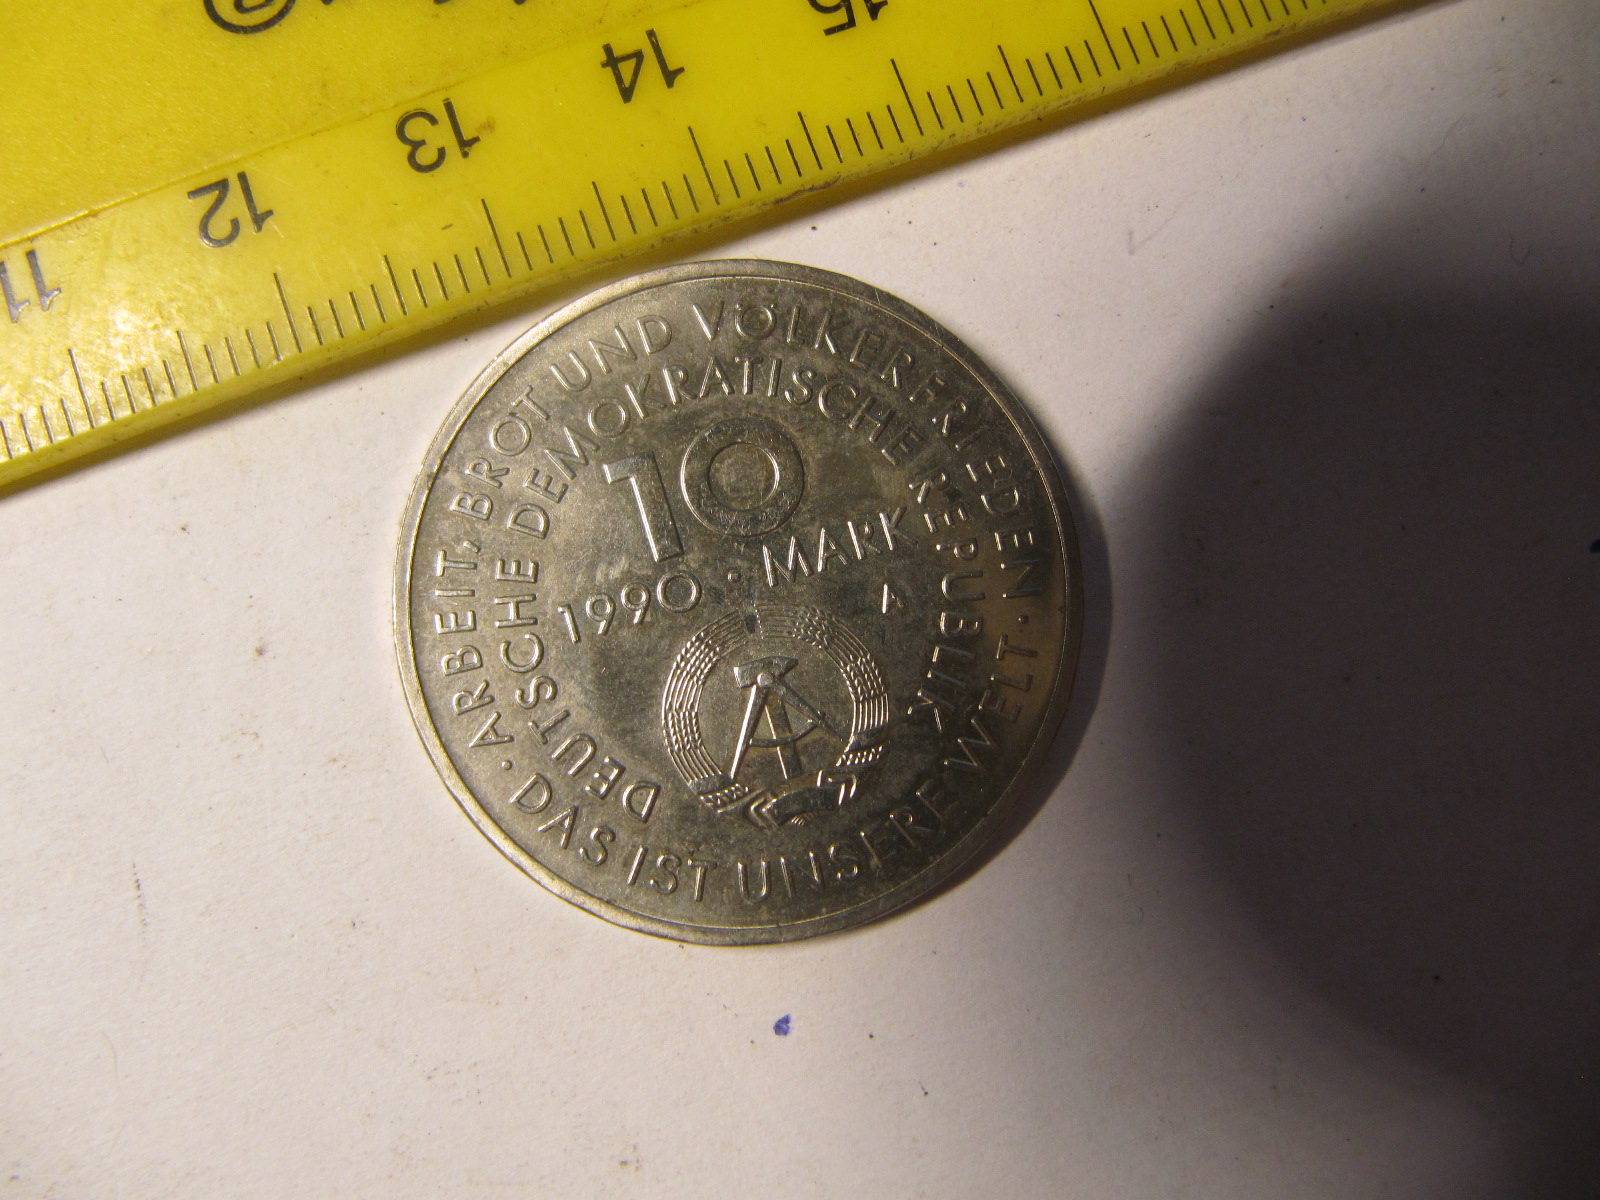 11 12 13 14 15
®
ARBEIT, BROT UND VÖLKERFRIEDEN · DAS IST UNSERE WELT ·
DEUTSCHE DEMOKRATISCHE REPUBLIK
10
1990 · MARK
A